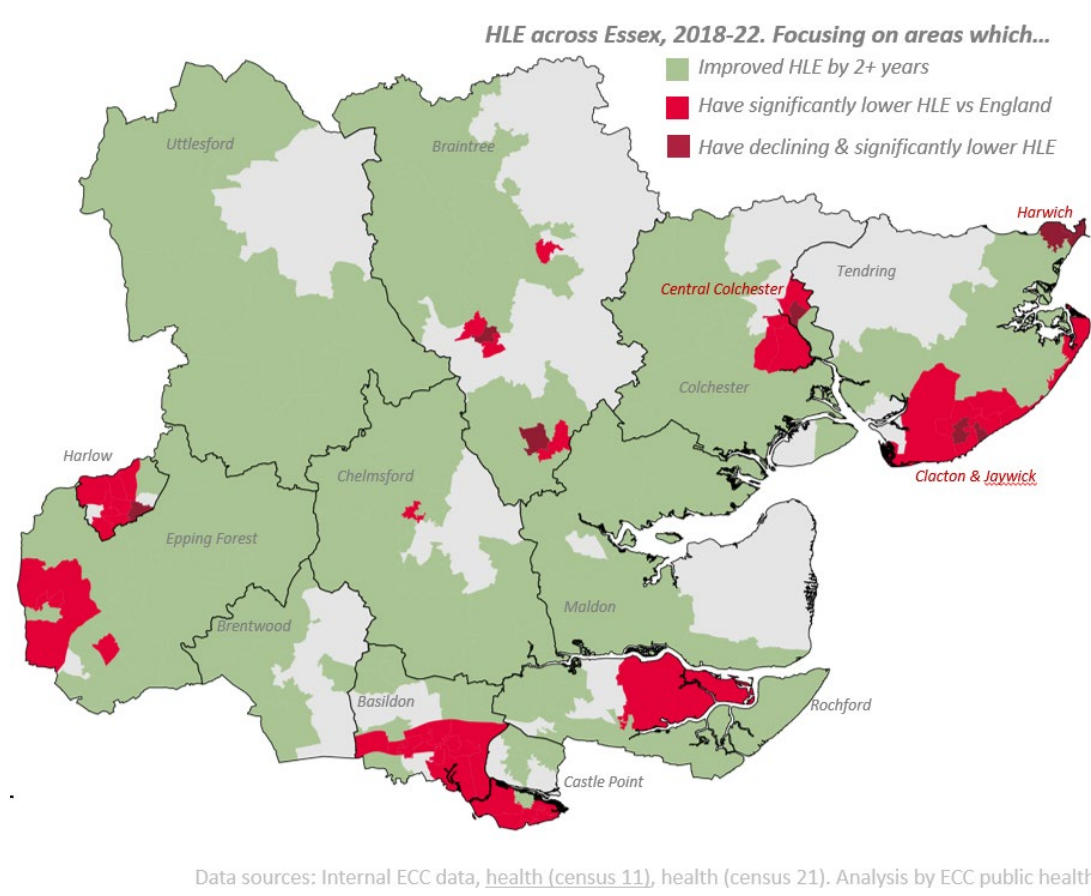 HLE across Essex, 2018-22. Focusing on areas which...
Improved HLE by 2+ years
Have significantly lower HLE vs England
Have declining & significantly lower HLE
Uttlesford
Braintree
Harwich
Tendring
Central Colchester
Colchester
Harlow
Chelmsford
Clacton & Jaywick
Epping Forest
Maldon
Brentwood
Basildon
Rochford
Castle Point
Data sources: Internal ECC data, health (census 11), health (census 21). Analysis by ECC public healt